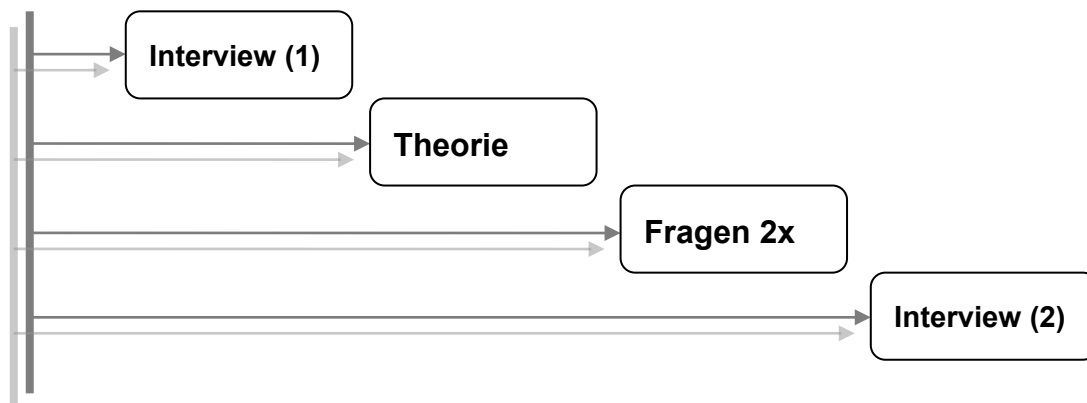 Interview (1)
Theorie
Fragen 2x
Interview (2)